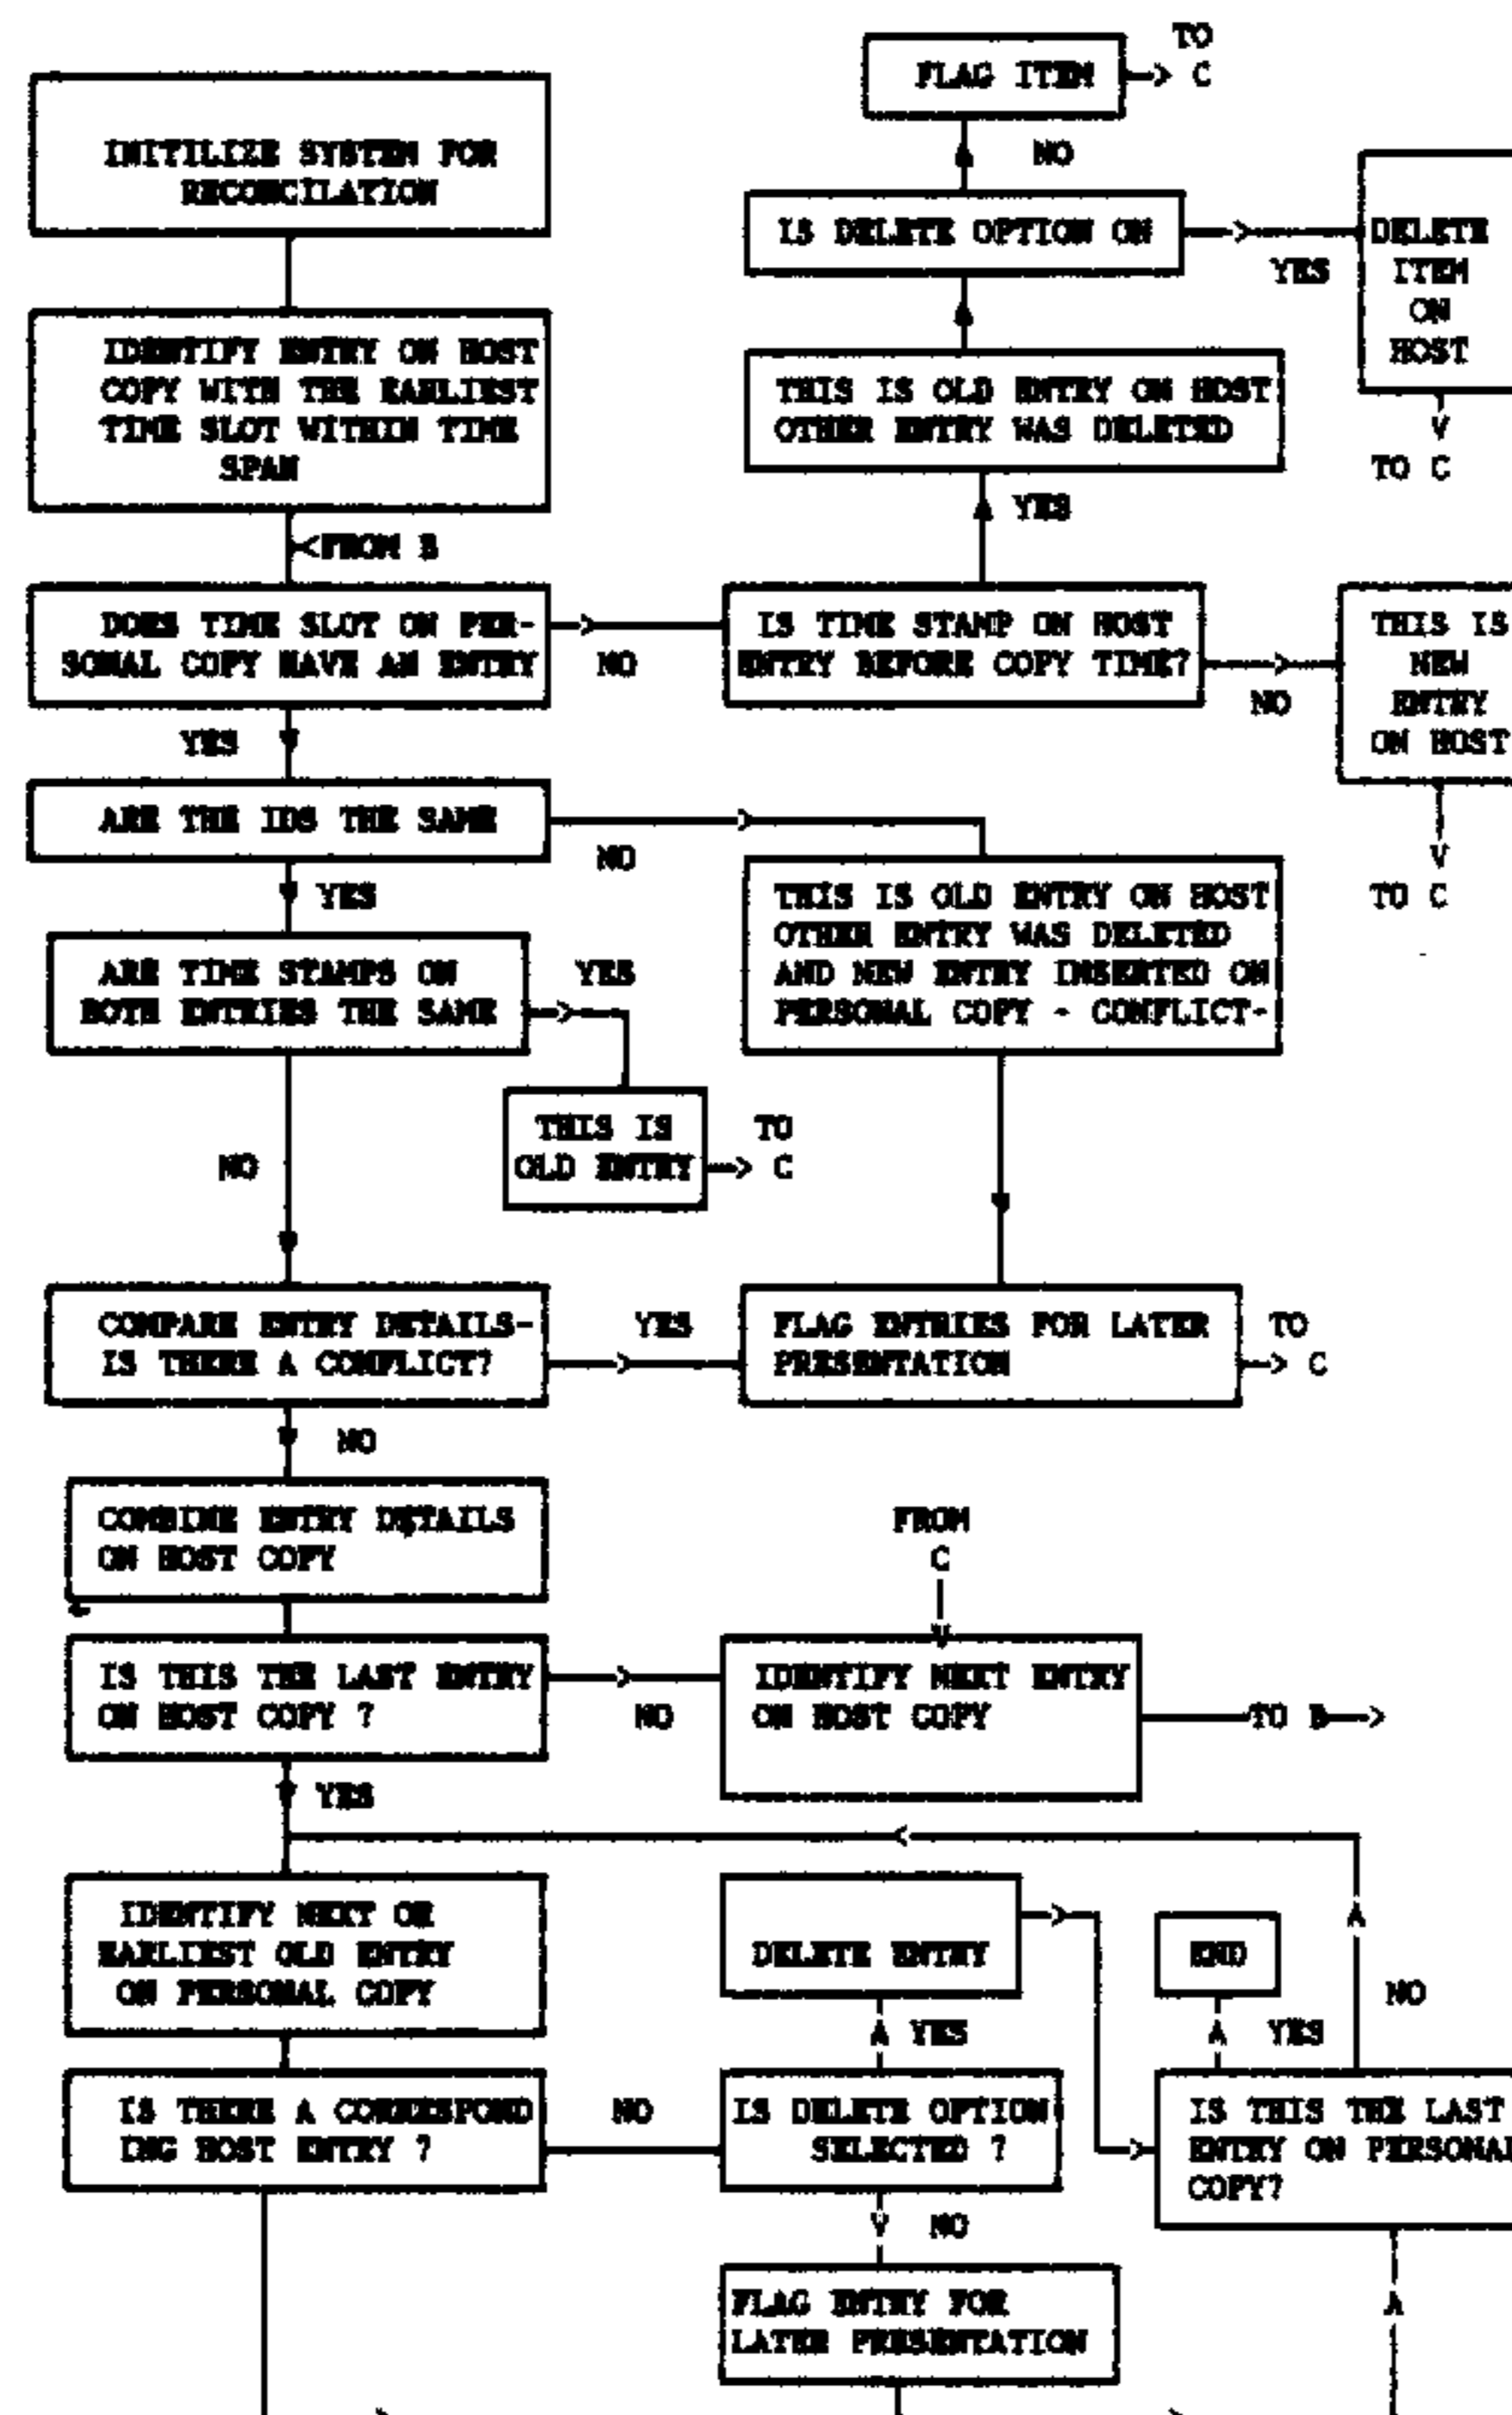 INITILIZE SYSTEM FOR
RECONCILATION
IDENTIFY ENTRY ON HOST
COPY WITH THE EARLIEST
TIME SLOT WITHIN TIME
SPAN
<FROM B
DOES TIME SLOT ON PER-
SONAL COPY HAVE AN ENTRY
NO
YES
ARE THE IDS THE SAME
NO
YES
ARE TIME STAMPS ON
BOTH ENTRIES THE SAME
YES
THIS IS
OLD ENTRY
TO
C
NO
COMPARE ENTRY DETAILS-
IS THERE A CONFLICT?
YES
NO
COMBINE ENTRY DETAILS
ON HOST COPY
IS THIS THE LAST ENTRY
ON HOST COPY ?
NO
YES
IDENTIFY NEXT OR
EARLIEST OLD ENTRY
ON PERSONAL COPY
IS THERE A CORRESPOND
ING HOST ENTRY ?
NO
FLAG ITEM
TO
C
NO
IS DELETE OPTION ON
YES
DELETE
ITEM
ON
HOST
TO C
THIS IS OLD ENTRY ON HOST
OTHER ENTRY WAS DELETED
YES
IS TIME STAMP ON HOST
ENTRY BEFORE COPY TIME?
NO
THIS IS
NEW
ENTRY
ON HOST
TO C
THIS IS OLD ENTRY ON HOST
OTHER ENTRY WAS DELETED
AND NEW ENTRY INSERTED ON
PERSONAL COPY - CONFLICT-
FLAG ENTRIES FOR LATER
PRESENTATION
TO
C
FROM
C
IDENTIFY NEXT ENTRY
ON HOST COPY
TO B
DELETE ENTRY
YES
IS DELETE OPTION
SELECTED ?
NO
FLAG ENTRY FOR
LATER PRESENTATION
END
YES
NO
IS THIS THE LAST
ENTRY ON PERSONAL
COPY?